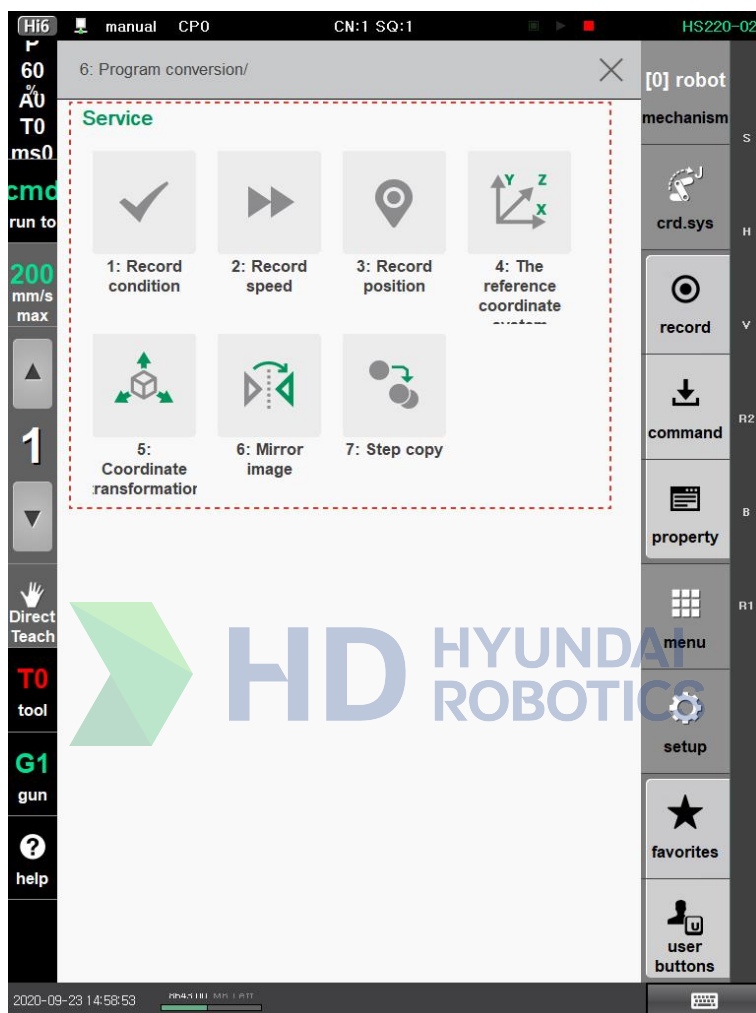 Hi6 manual CP0 CN:1 SQ:1 HS220-02
P
60
%
AU
T0
ms0
cmd
run to
200
mm/s
max
1
Direct
Teach
T0
tool
G1
gun
?
help
6: Program conversion/
Service
1: Record
condition
2: Record
speed
3: Record
position
Y Z
X
4: The
reference
coordinate
system
5:
Coordinate
transformation
6: Mirror
image
7: Step copy
HD HYUNDAI
ROBOTICS
[0] robot
mechanism
J
crd.sys
record
command
property
menu
setup
favorites
U
user
buttons
S
H
V
R2
B
R1
2020-09-23 14:58:53